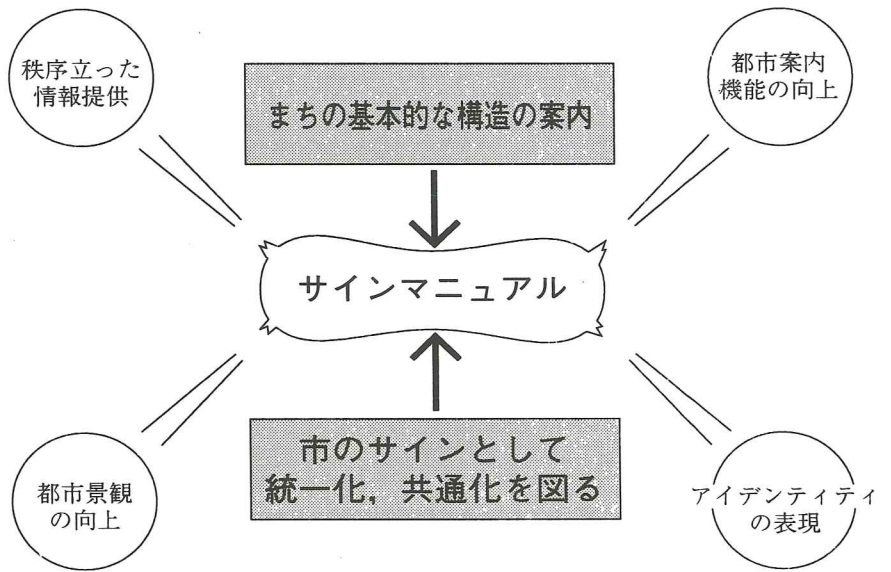 秩序立った
情報提供
まちの基本的な構造の案内
都市案内
機能の向上
サインマニュアル
都市景観
の向上
市のサインとして
統一化，共通化を図る
アイデンティティ
の表現